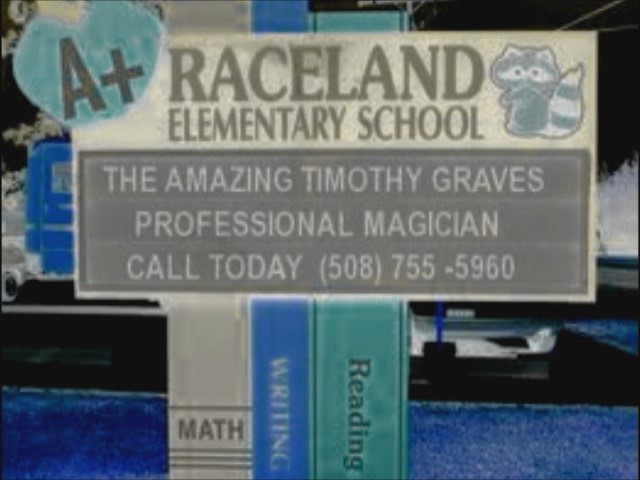 A+
RACELAND
ELEMENTARY SCHOOL
THE AMAZING TIMOTHY GRAVES
PROFESSIONAL MAGICIAN
CALL TODAY (508) 755 -5960
MATH
WRITING
Reading